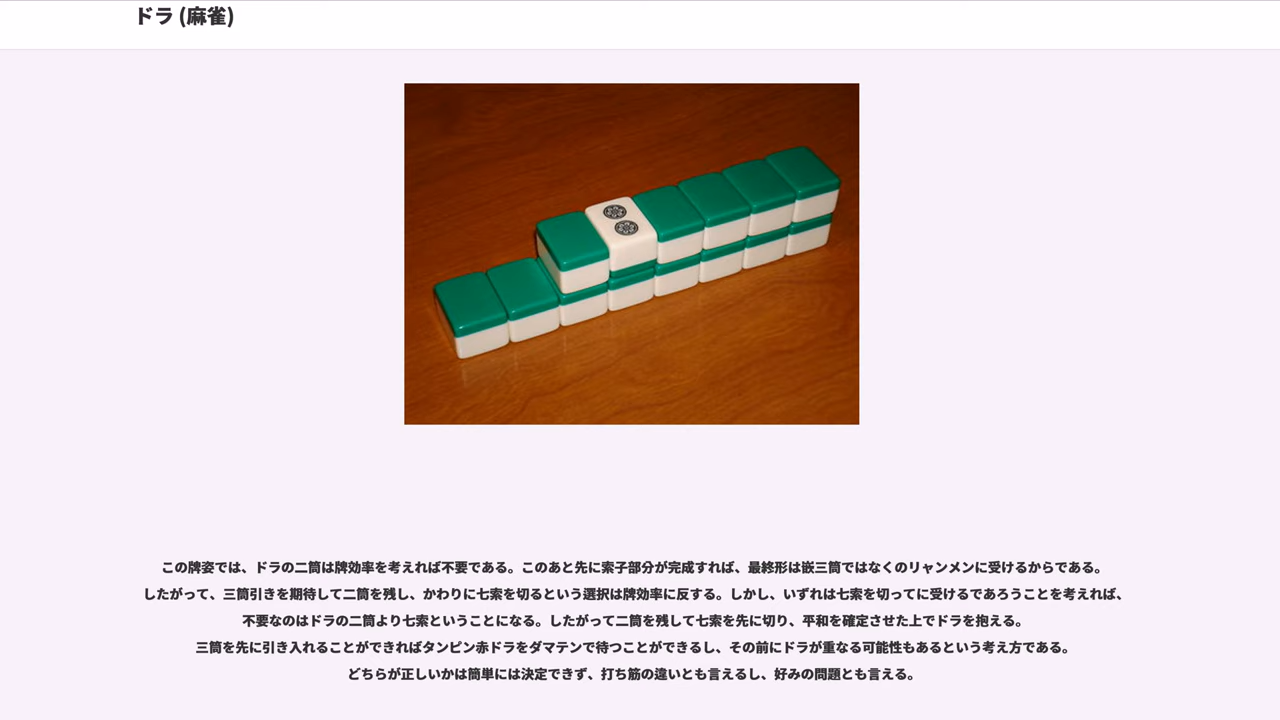 ドラ (麻雀)
この牌姿では、ドラの二筒は牌効率を考えれば不要である。このあと先に索子部分が完成すれば、最終形は嵌三筒ではなくのリャンメンに受けるからである。
したがって、三筒引きを期待して二筒を残し、かわりに七索を切るという選択は牌効率に反する。しかし、いずれは七索を切ってに受けるであろうことを考えれば、
不要なのはドラの二筒より七索ということになる。したがって二筒を残して七索を先に切り、平和を確定させた上でドラを抱える。
三筒を先に引き入れることができればタンピン赤ドラをダマテンで待つことができるし、その前にドラが重なる可能性もあるという考え方である。
どちらが正しいかは簡単には決定できず、打ち筋の違いとも言えるし、好みの問題とも言える。